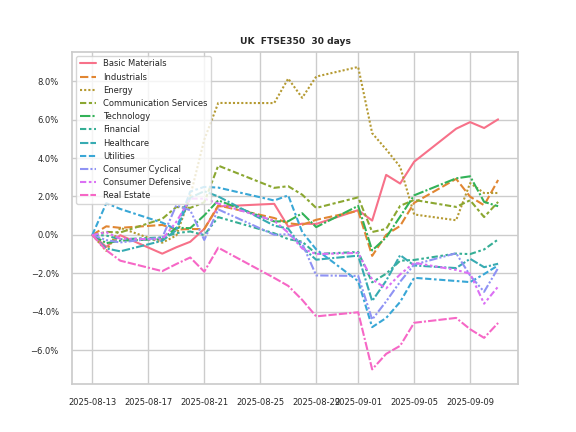 UK  FTSE350  30 days
Basic Materials
Industrials
Energy
Communication Services
Technology
Financial
Healthcare
Utilities
Consumer Cyclical
Consumer Defensive
Real Estate
8.0%
6.0%
4.0%
2.0%
0.0%
−2.0%
−4.0%
−6.0%
2025-08-13 2025-08-17 2025-08-21 2025-08-25 2025-08-29 2025-09-01 2025-09-05 2025-09-09